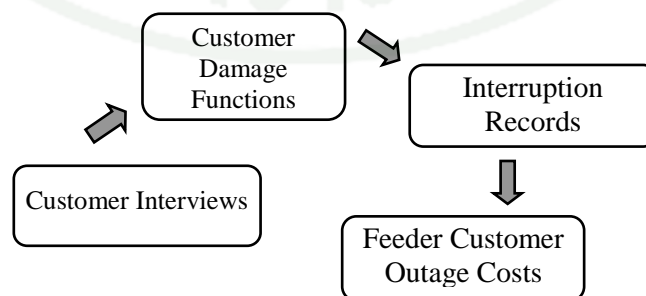 Customer
Damage
Functions
Interruption
Records
Customer Interviews
Feeder Customer
Outage Costs